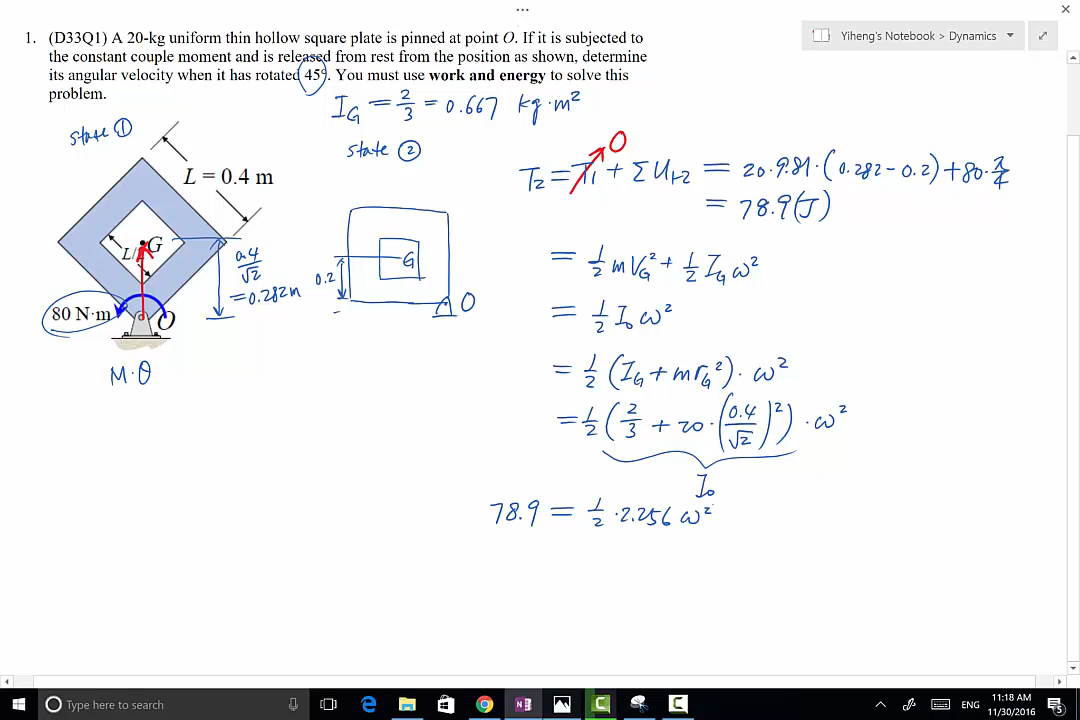 Yiheng's Notebook > Dynamics
1. (D33Q1) A 20-kg uniform thin hollow square plate is pinned at point O. If it is subjected to
the constant couple moment and is released from rest from the position as shown, determine
its angular velocity when it has rotated 45°. You must use work and energy to solve this
problem.
I_G = 2/3 = 0.667 kg·m²
state ①
state ②
L = 0.4 m
G
L/
0.4/√2
= 0.282m
80 N·m
O
M·θ
G
0.2
O
T₂ = T₁ + ΣU₁₋₂ = 20·9.81·(0.282 - 0.2) + 80·π/4
0
= 78.9 (J)
= 1/2 m V_G² + 1/2 I_G ω²
= 1/2 I₀ ω²
= 1/2 (I_G + m r_G²)·ω²
= 1/2 (2/3 + 20·(0.4/√2)²)·ω²
I₀
78.9 = 1/2 · 2.256 ω²
Type here to search
ENG
11:18 AM
11/30/2016
5